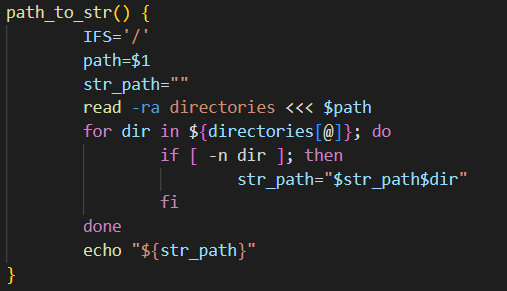 path_to_str() {
        IFS='/'
        path=$1
        str_path=""
        read -ra directories <<< $path
        for dir in ${directories[@]}; do
                if [ -n dir ]; then
                        str_path="$str_path$dir"
                fi
        done
        echo "${str_path}"
}